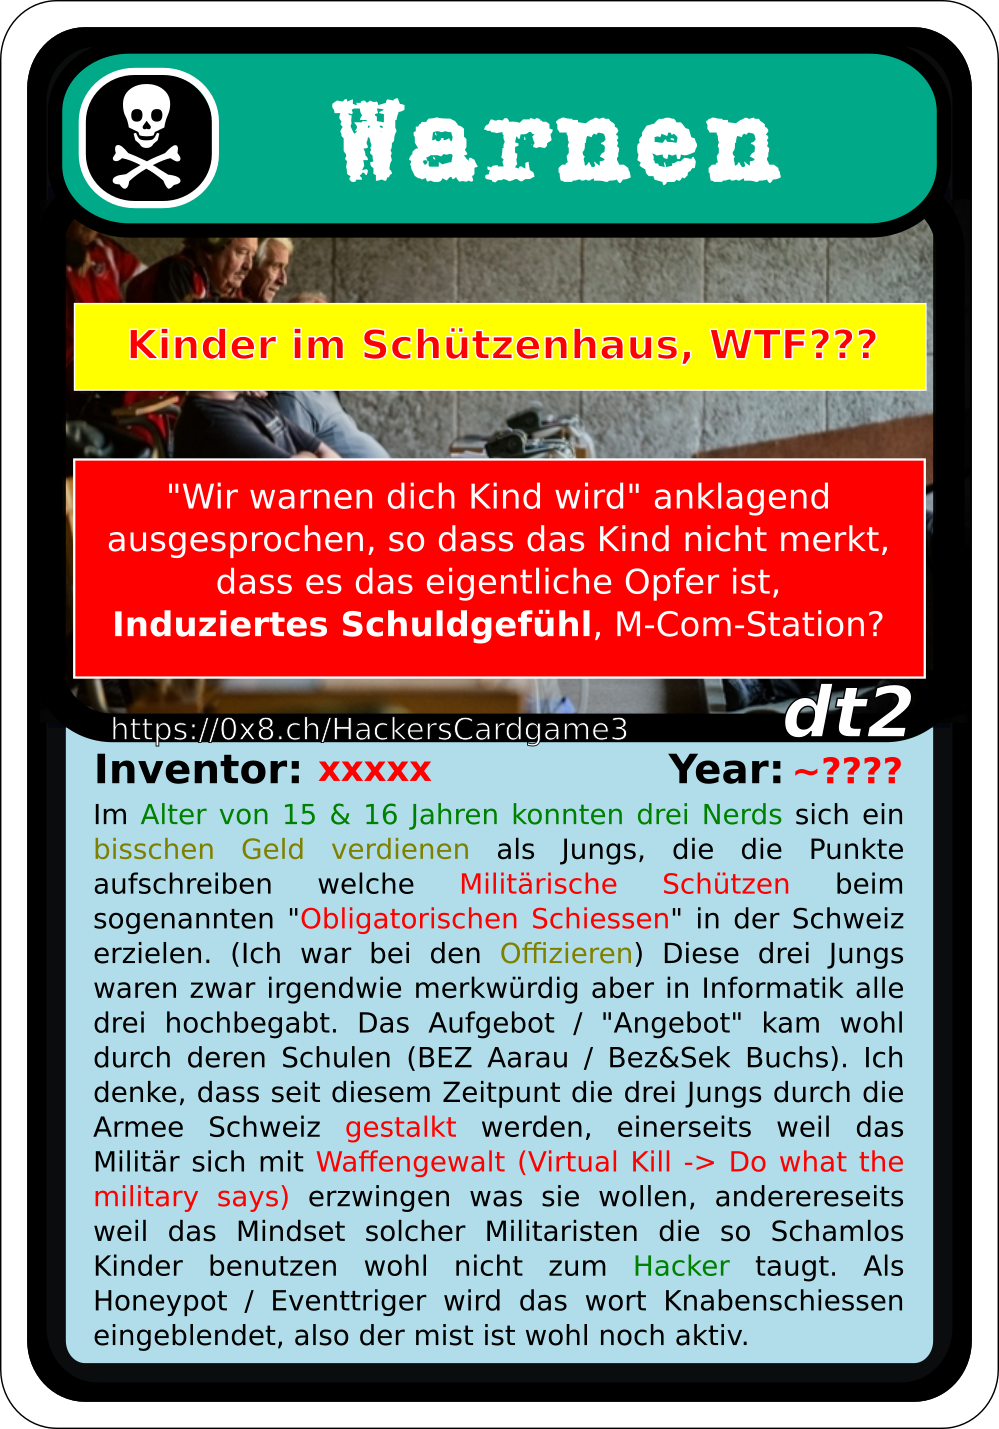 Warnen
Kinder im Schützenhaus, WTF???
"Wir warnen dich Kind wird" anklagend
ausgesprochen, so dass das Kind nicht merkt,
dass es das eigentliche Opfer ist,
Induziertes Schuldgefühl, M-Com-Station?
dt2
https://0x8.ch/HackersCardgame3
Inventor: xxxxx Year: ~????
Im Alter von 15 & 16 Jahren konnten drei Nerds sich ein
bisschen Geld verdienen als Jungs, die die Punkte
aufschreiben welche Militärische Schützen beim
sogenannten "Obligatorischen Schiessen" in der Schweiz
erzielen. (Ich war bei den Offizieren) Diese drei Jungs
waren zwar irgendwie merkwürdig aber in Informatik alle
drei hochbegabt. Das Aufgebot / "Angebot" kam wohl
durch deren Schulen (BEZ Aarau / Bez&Sek Buchs). Ich
denke, dass seit diesem Zeitpunt die drei Jungs durch die
Armee Schweiz gestalkt werden, einerseits weil das
Militär sich mit Waffengewalt (Virtual Kill -> Do what the
military says) erzwingen was sie wollen, anderereseits
weil das Mindset solcher Militaristen die so Schamlos
Kinder benutzen wohl nicht zum Hacker taugt. Als
Honeypot / Eventtriger wird das wort Knabenschiessen
eingeblendet, also der mist ist wohl noch aktiv.